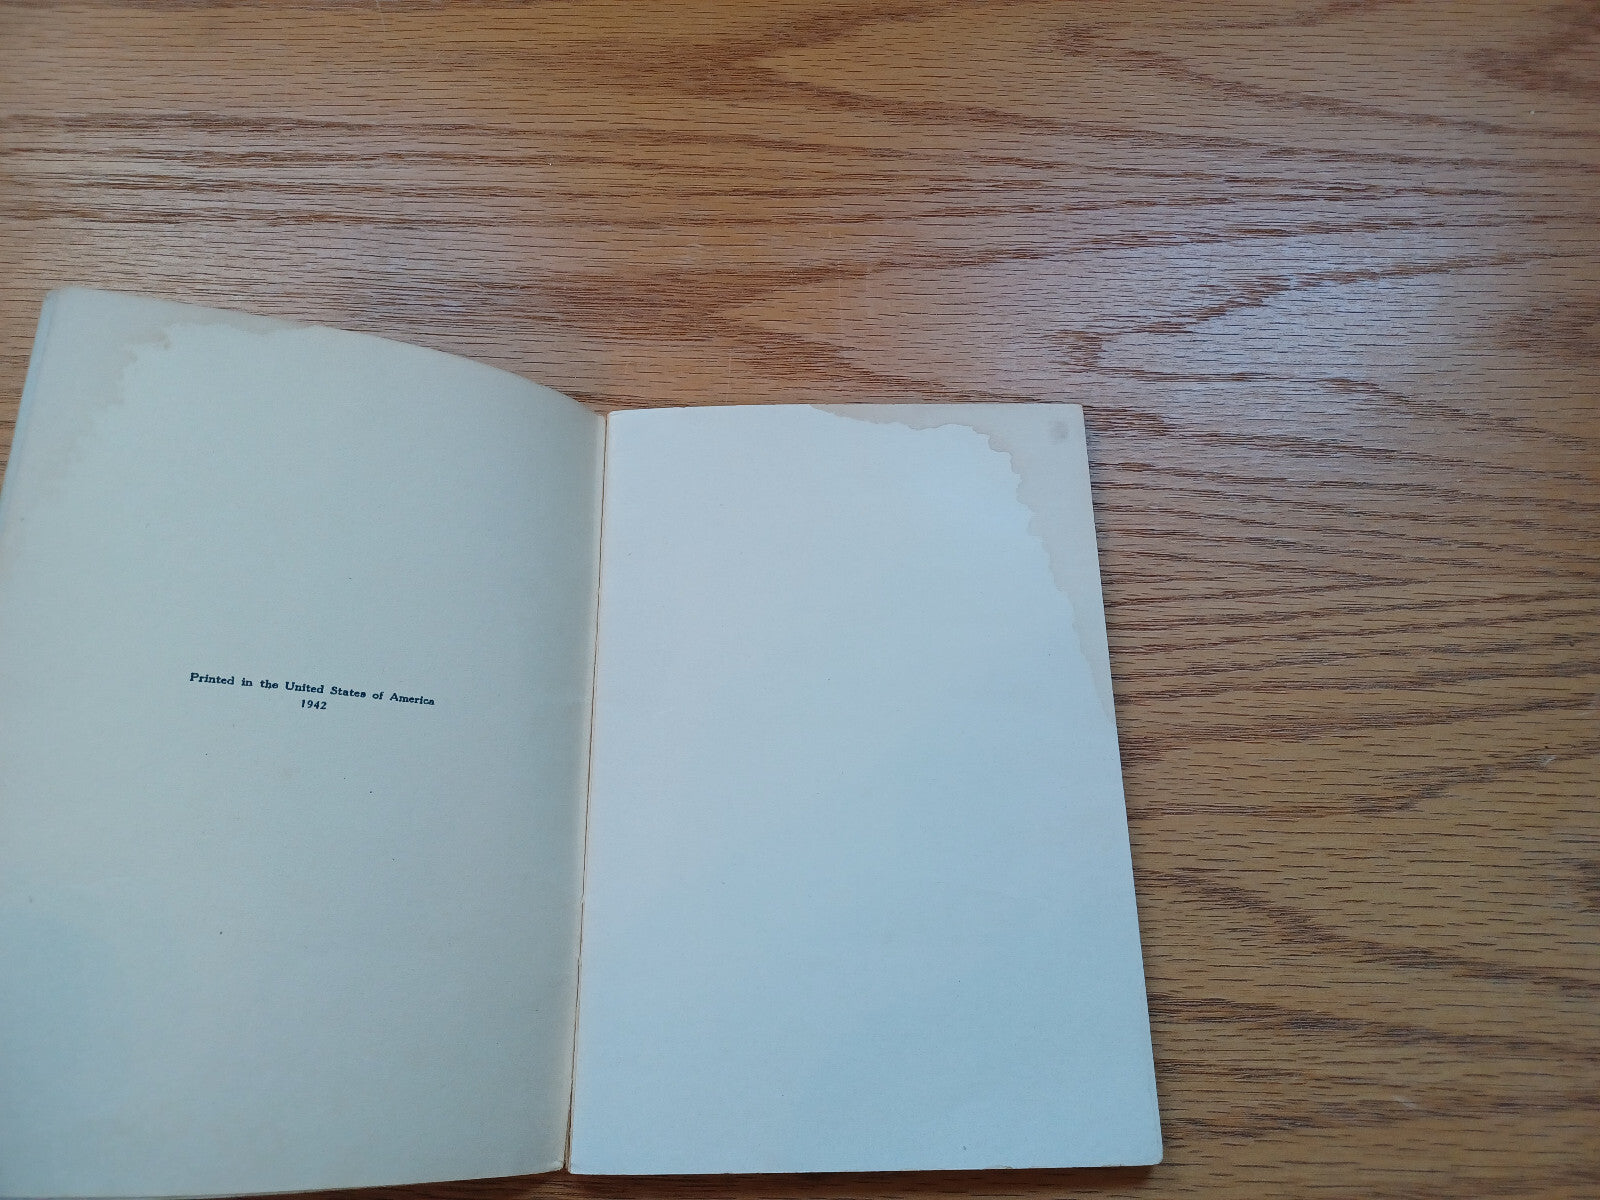 Printed in the United States of America
1942